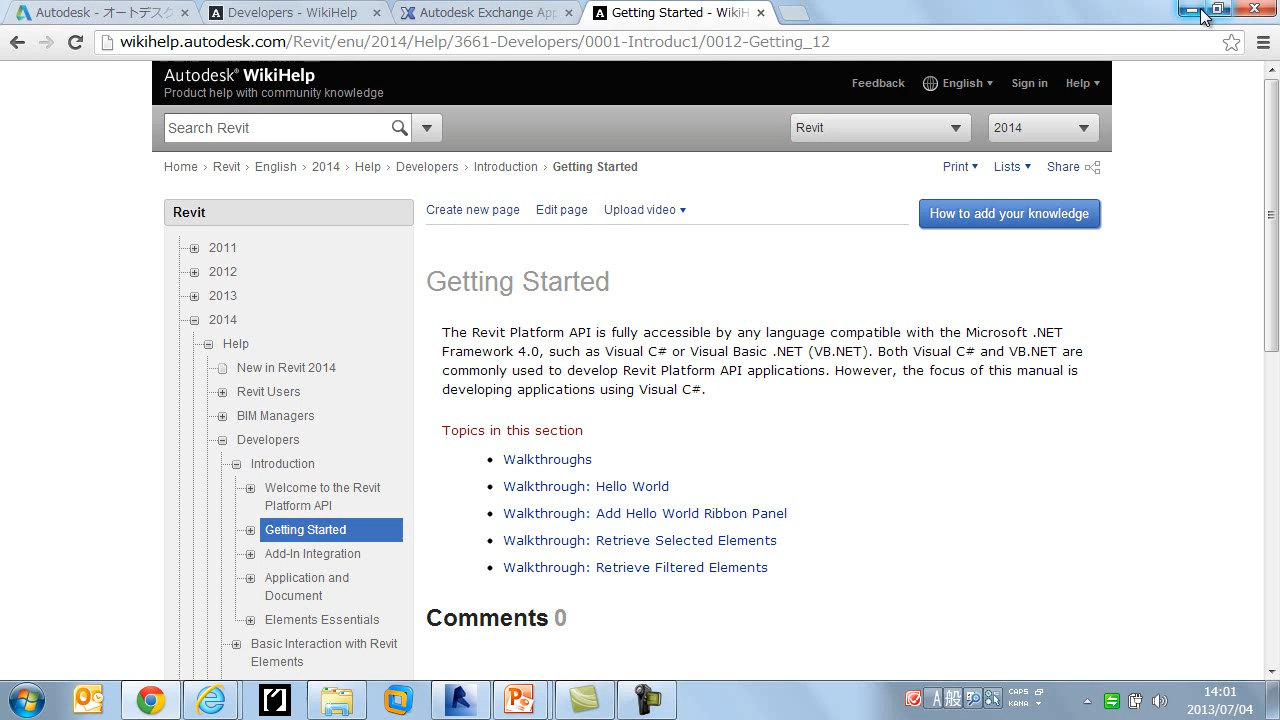 Autodesk - オートデスク
Developers - WikiHelp
Autodesk Exchange App
Getting Started - WikiH
wikihelp.autodesk.com/Revit/enu/2014/Help/3661-Developers/0001-Introduc1/0012-Getting_12
Autodesk® WikiHelp
Product help with community knowledge
Feedback English Sign in Help
Search Revit
Revit 2014
Home › Revit › English › 2014 › Help › Developers › Introduction › Getting Started
Print Lists Share
Revit
2011
2012
2013
2014
Help
New in Revit 2014
Revit Users
BIM Managers
Developers
Introduction
Welcome to the Revit
Platform API
Getting Started
Add-In Integration
Application and
Document
Elements Essentials
Basic Interaction with Revit
Elements
Create new page Edit page Upload video
How to add your knowledge
Getting Started
The Revit Platform API is fully accessible by any language compatible with the Microsoft .NET
Framework 4.0, such as Visual C# or Visual Basic .NET (VB.NET). Both Visual C# and VB.NET are
commonly used to develop Revit Platform API applications. However, the focus of this manual is
developing applications using Visual C#.
Topics in this section
Walkthroughs
Walkthrough: Hello World
Walkthrough: Add Hello World Ribbon Panel
Walkthrough: Retrieve Selected Elements
Walkthrough: Retrieve Filtered Elements
Comments 0
A 般
CAPS
KANA
14:01
2013/07/04